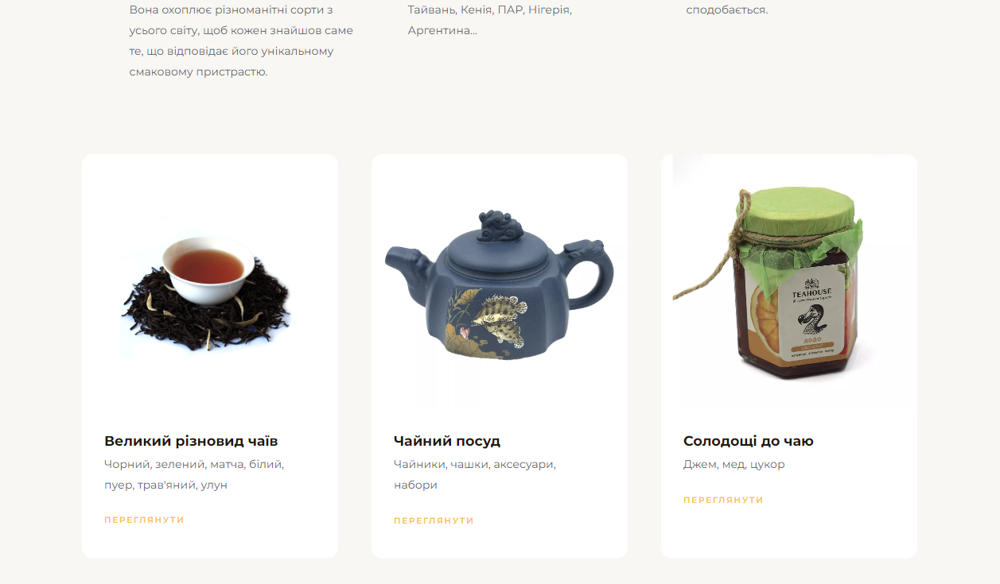 Вона охоплює різноманітні сорти з
усього світу, щоб кожен знайшов саме
те, що відповідає його унікальному
смаковому пристрастю.
Тайвань, Кенія, ПАР, Нігерія,
Аргентина...
сподобається.
TEAHOUSE
ДОДО
Великий різновид чаїв
Чорний, зелений, матча, білий,
пуер, трав'яний, улун
ПЕРЕГЛЯНУТИ
Чайний посуд
Чайники, чашки, аксесуари,
набори
ПЕРЕГЛЯНУТИ
Солодощі до чаю
Джем, мед, цукор
ПЕРЕГЛЯНУТИ